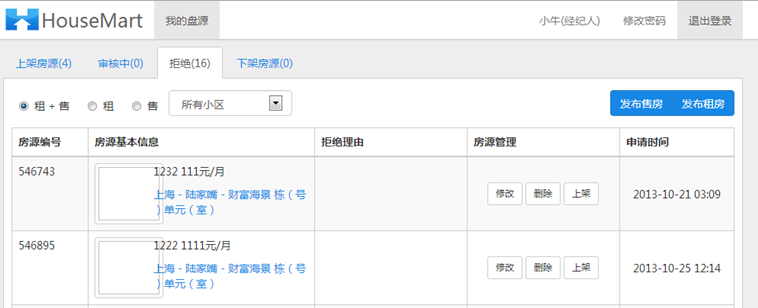 HouseMart 我的盘源 小牛(经纪人) 修改密码 退出登录
上架房源(4) 审核中(0) 拒绝(16) 下架房源(0)
租 + 售 租 售 所有小区 发布售房 发布租房
房源编号 房源基本信息 拒绝理由 房源管理 申请时间
546743 1232 111元/月
上海 - 陆家嘴 - 财富海景 栋（号
）单元（室） 修改 删除 上架 2013-10-21 03:09
546895 1222 1111元/月
上海 - 陆家嘴 - 财富海景 栋（号
）单元（室） 修改 删除 上架 2013-10-25 12:14